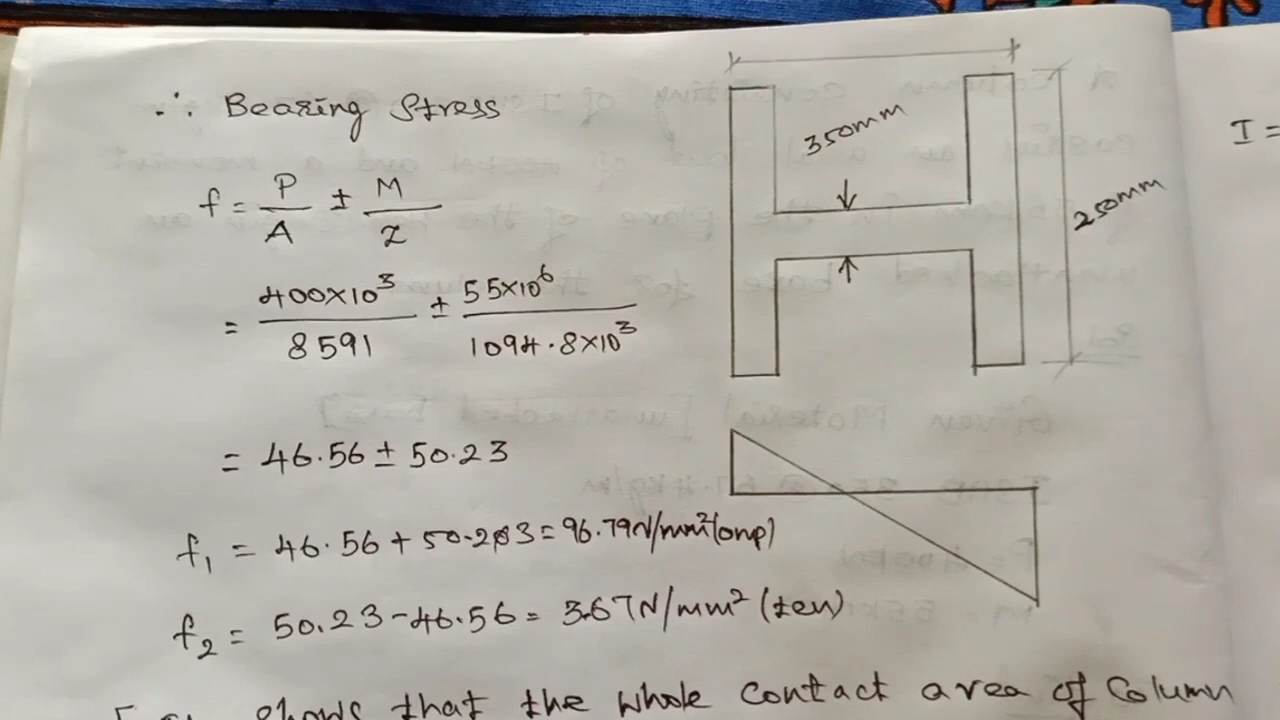 ∴ Bearing Stress
f = P/A ± M/Z
= 400×10³/8591 ± 55×10⁶/1094.8×10³
= 46.56 ± 50.23
f₁ = 46.56 + 50.23 = 96.79N/mm² (omp)
f₂ = 50.23-46.56 = 3.67N/mm² (ten)
shows that the whole contact area of Column
350mm
250mm
I =